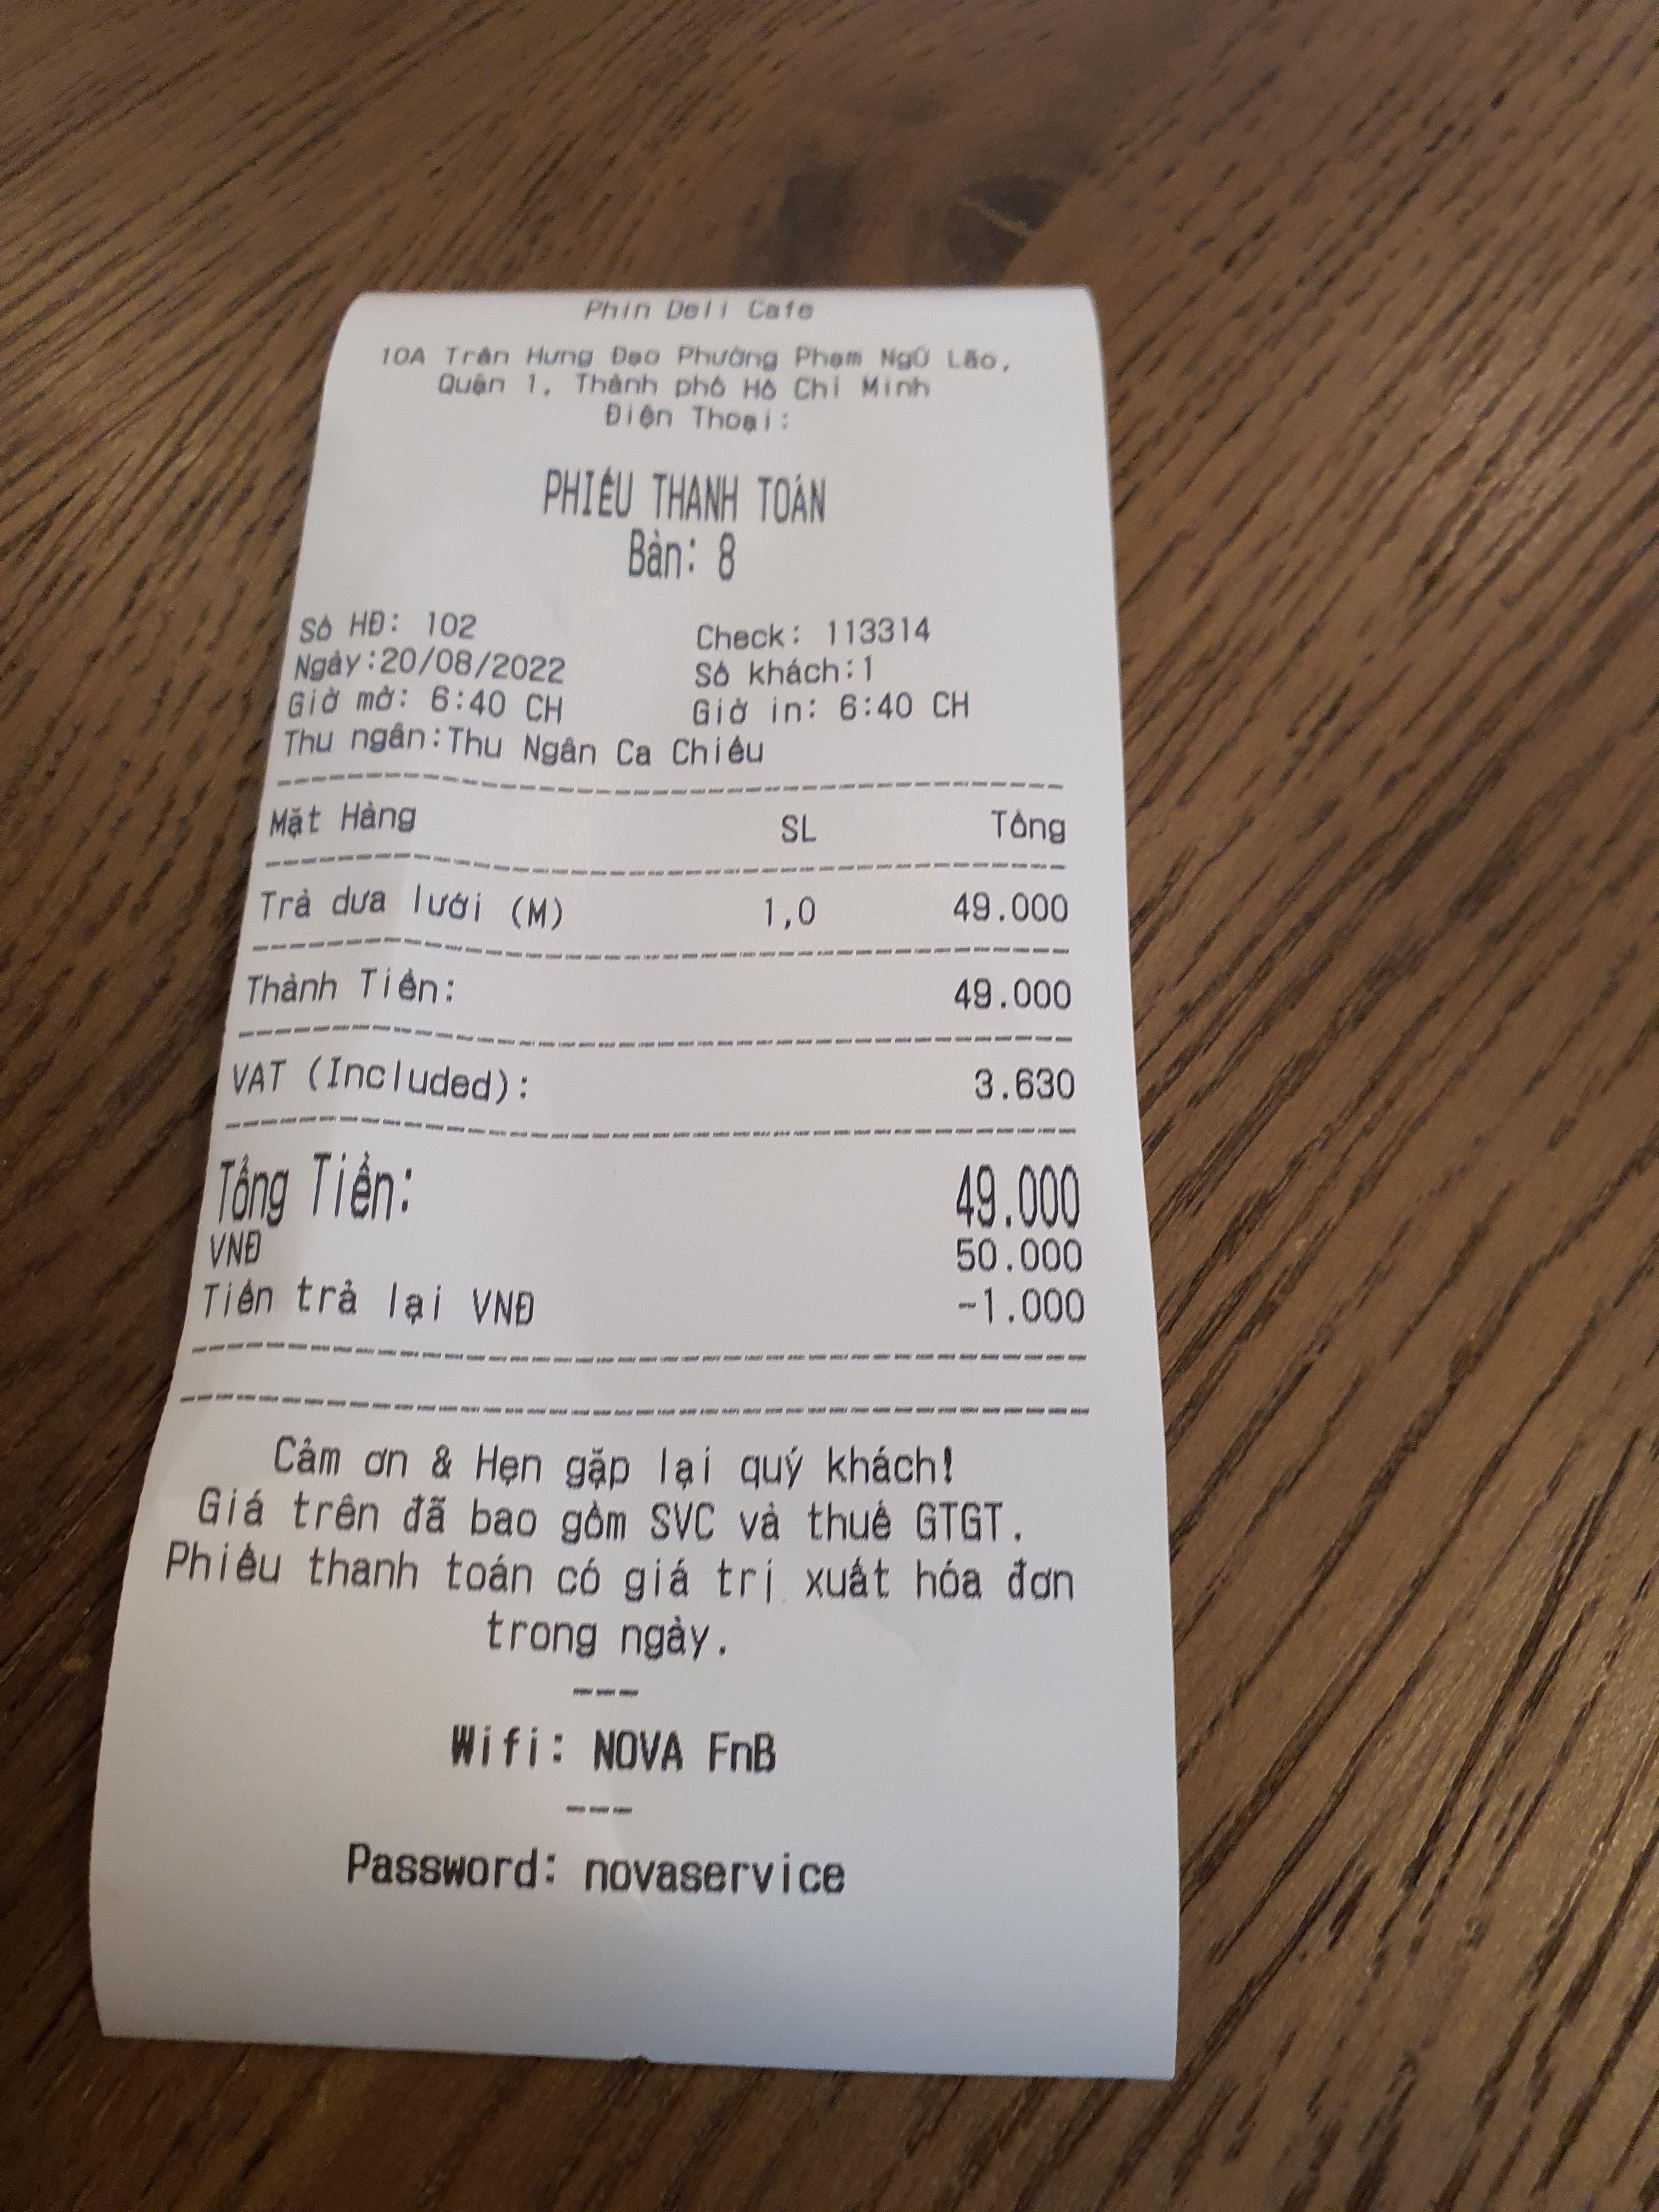 Phin Deli Cafe
10A Trần Hưng Đạo Phường Phạm Ngũ Lão,
Quận 1, Thành phố Hồ Chí Minh
Điện Thoại:
PHIẾU THANH TOÁN
Bàn: 8
Số HĐ: 102 Check: 113314
Ngày:20/08/2022 Số khách:1
Giờ mở: 6:40 CH Giờ in: 6:40 CH
Thu ngân:Thu Ngân Ca Chiều
Mặt Hàng SL Tổng
Trà dưa lưới (M) 1,0 49.000
Thành Tiền: 49.000
VAT (Included): 3.630
Tổng Tiền: 49.000
VNĐ 50.000
Tiền trả lại VNĐ -1.000
Cảm ơn & Hẹn gặp lại quý khách!
Giá trên đã bao gồm SVC và thuế GTGT.
Phiếu thanh toán có giá trị xuất hóa đơn
trong ngày.
---
Wifi: NOVA FnB
---
Password: novaservice